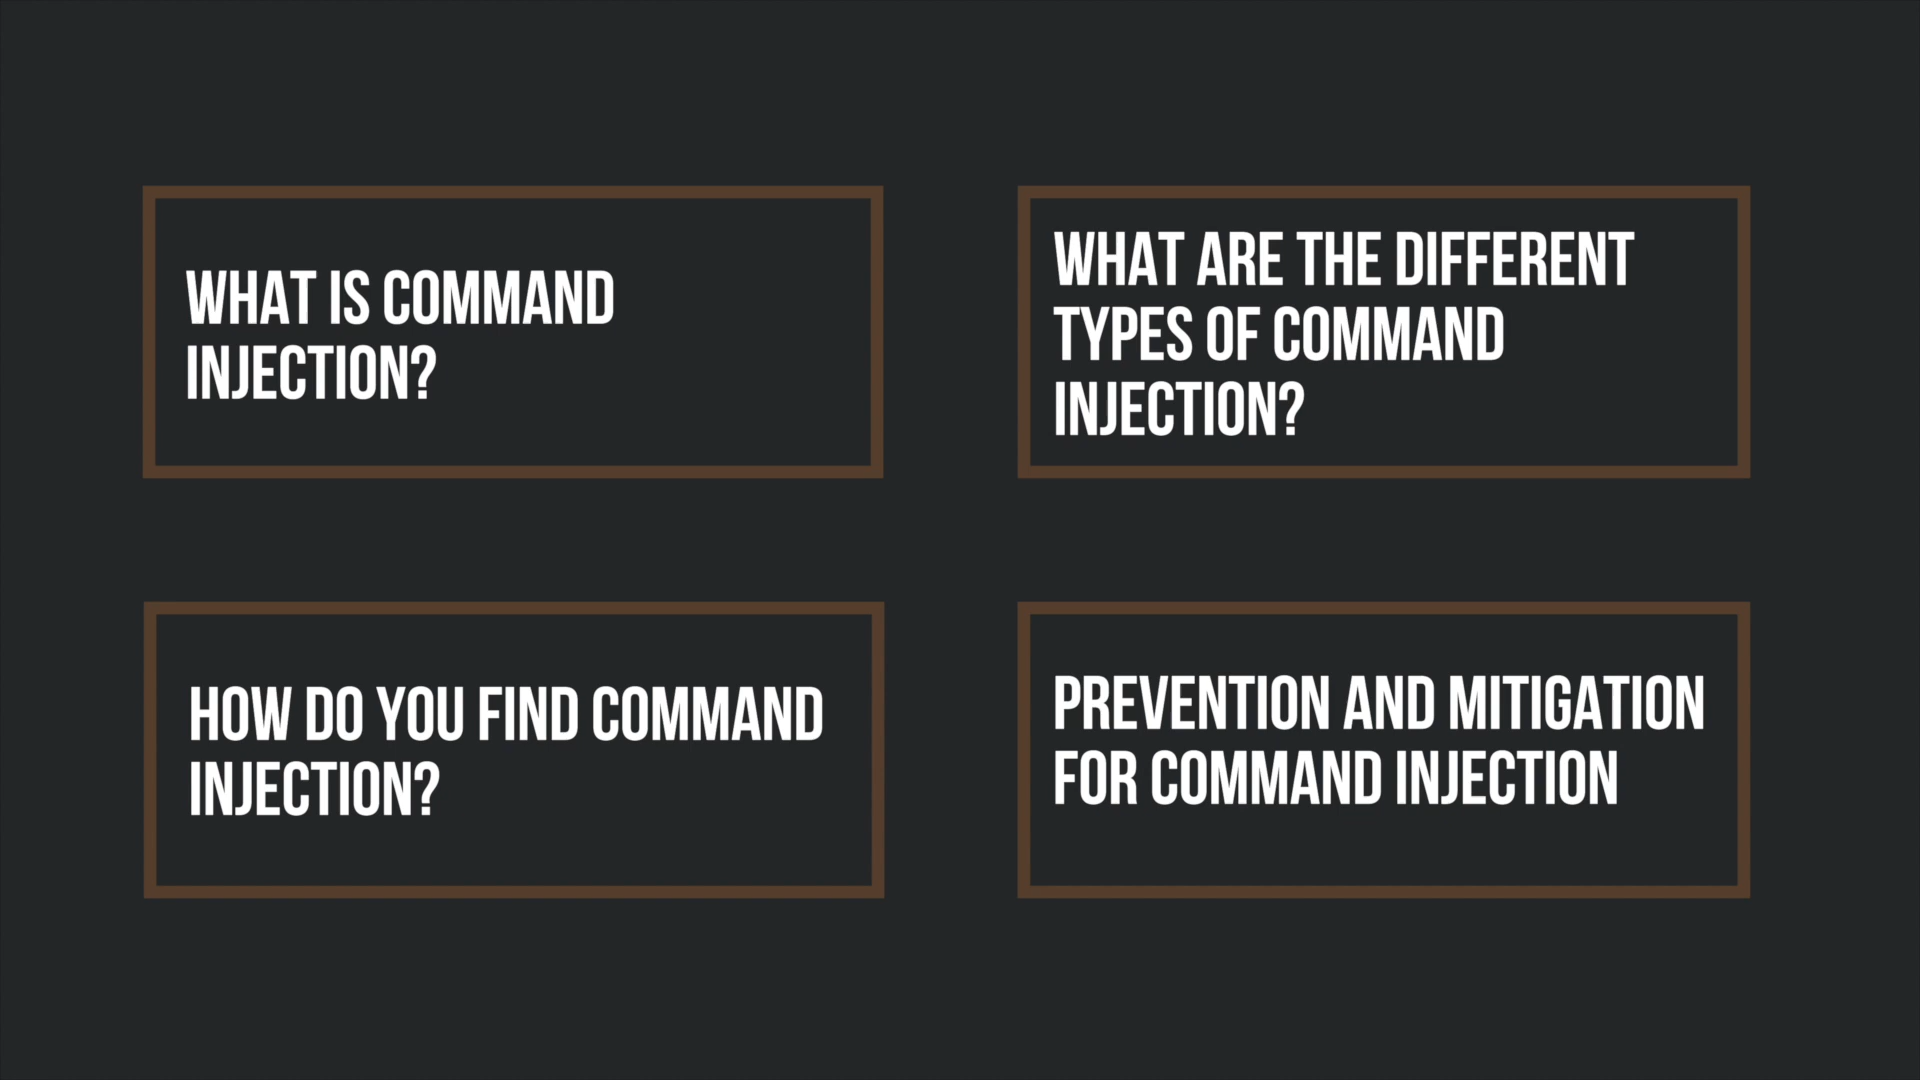 WHAT IS COMMAND
INJECTION?
WHAT ARE THE DIFFERENT
TYPES OF COMMAND
INJECTION?
HOW DO YOU FIND COMMAND
INJECTION?
PREVENTION AND MITIGATION
FOR COMMAND INJECTION